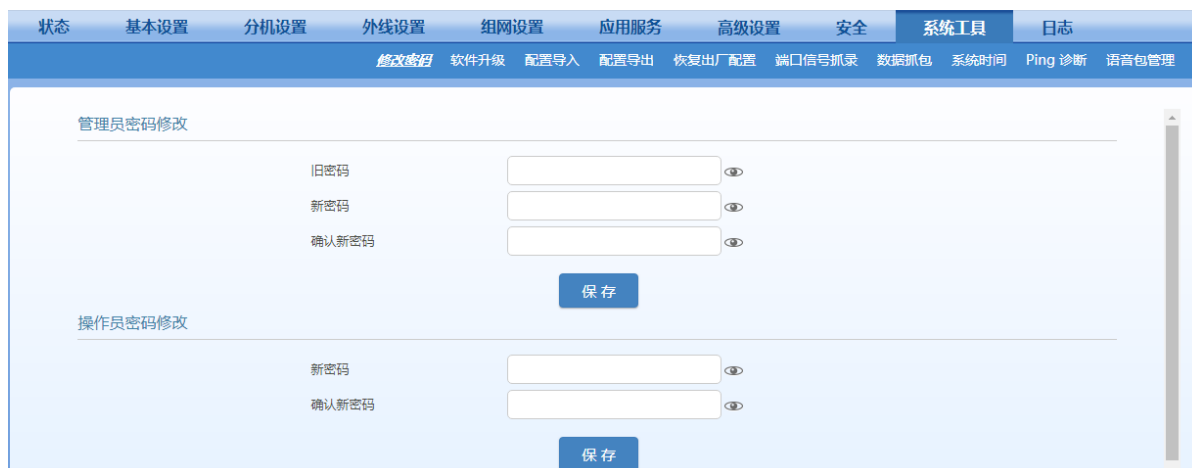 状态 基本设置 分机设置 外线设置 组网设置 应用服务 高级设置 安全 系统工具 日志
修改密码 软件升级 配置导入 配置导出 恢复出厂配置 端口信号抓录 数据抓包 系统时间 Ping 诊断 语音包管理
管理员密码修改
旧密码
新密码
确认新密码
保存
操作员密码修改
新密码
确认新密码
保存